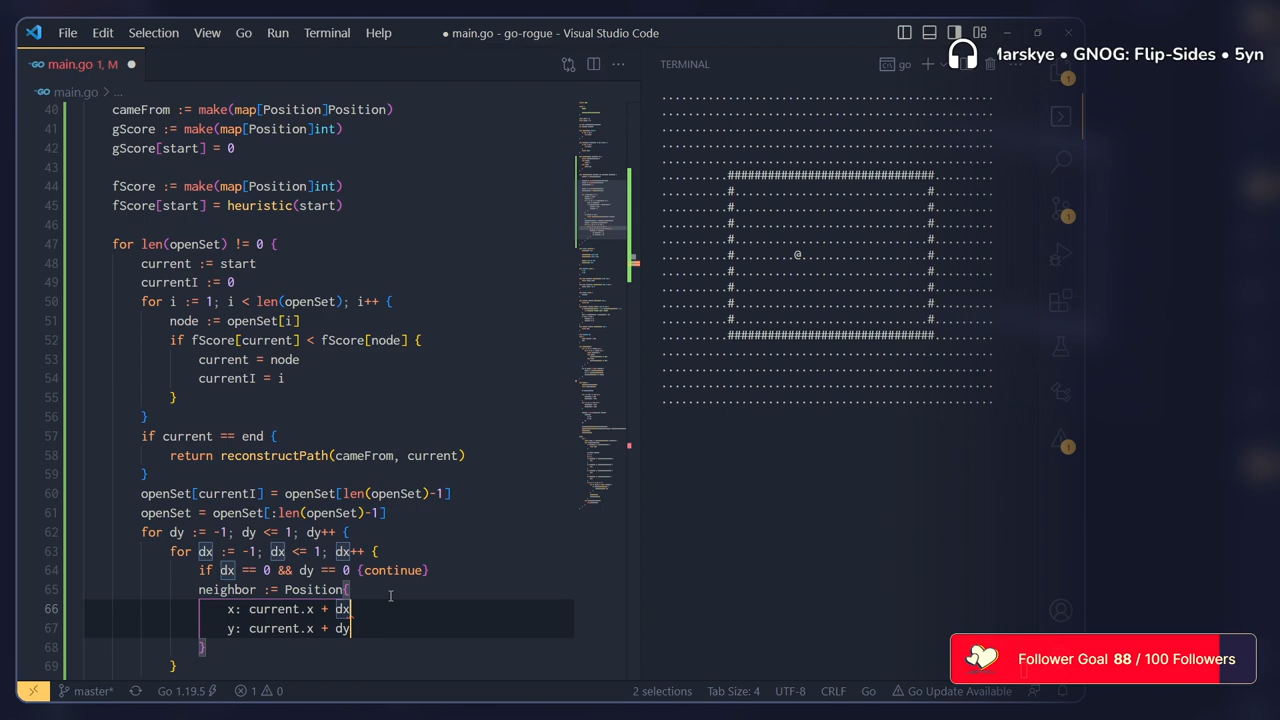 File Edit Selection View Go Run Terminal Help
● main.go - go-rogue - Visual Studio Code
main.go 1, M ●
TERMINAL
go
Marskye • GNOG: Flip-Sides • 5yn
main.go > ...
40 cameFrom := make(map[Position]Position)
41 gScore := make(map[Position]int)
42 gScore[start] = 0
43
44 fScore := make(map[Position]int)
45 fScore[start] = heuristic(start)
46
47 for len(openSet) != 0 {
48 current := start
49 currentI := 0
50 for i := 1; i < len(openSet); i++ {
51 node := openSet[i]
52 if fScore[current] < fScore[node] {
53 current = node
54 currentI = i
55 }
56 }
57 if current == end {
58 return reconstructPath(cameFrom, current)
59 }
60 openSet[currentI] = openSet[len(openSet)-1]
61 openSet = openSet[:len(openSet)-1]
62 for dy := -1; dy <= 1; dy++ {
63 for dx := -1; dx <= 1; dx++ {
64 if dx == 0 && dy == 0 {continue}
65 neighbor := Position{
66 x: current.x + dx
67 y: current.x + dy
68 }
69 }
##############################
#.............................#
@
##############################
1
1
1
1
Follower Goal 88 / 100 Followers
master* Go 1.19.5 1 0 2 selections Tab Size: 4 UTF-8 CRLF Go Go Update Available